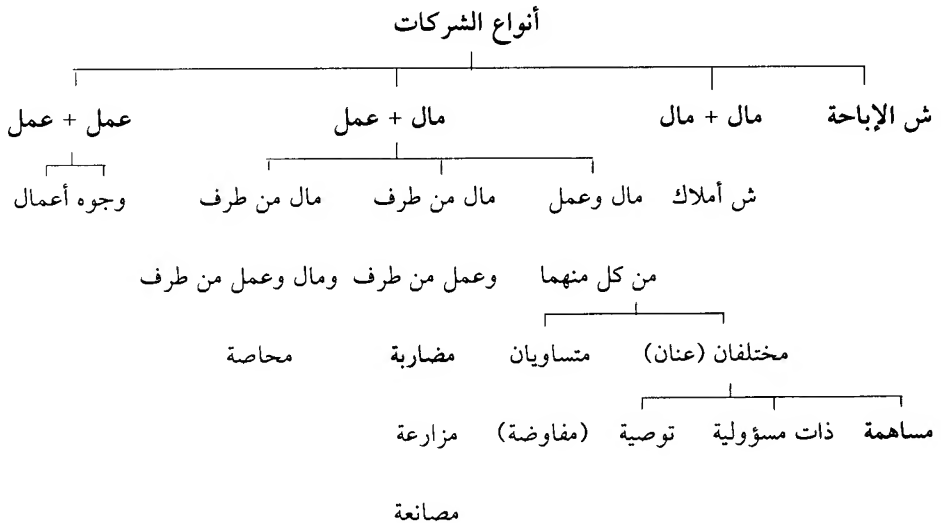 أنواع الشركات
ش الإباحة مال + مال مال + عمل عمل + عمل
ش أملاك مال وعمل مال من طرف مال من طرف وجوه أعمال
من كل منهما وعمل من طرف ومال وعمل من طرف
مختلفان (عنان) متساويان مضاربة محاصة
مساهمة ذات مسؤولية توصية (مفاوضة) مزارعة
مصانعة